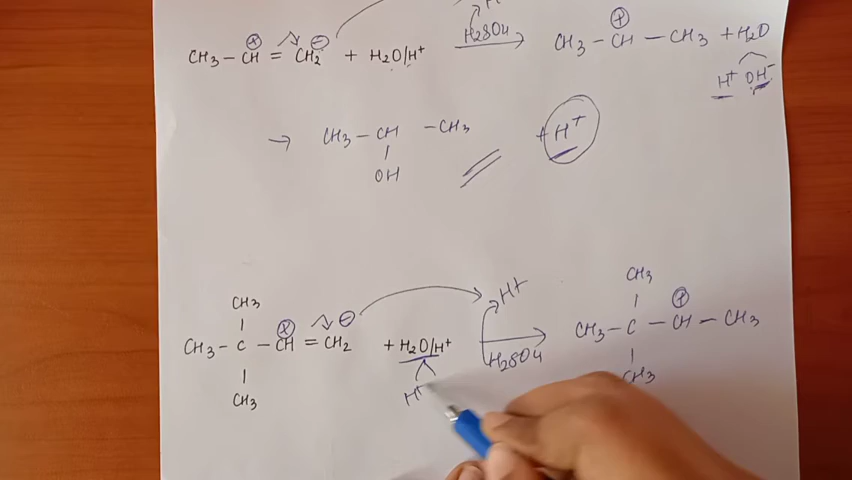 H
CH3-CH⊕=CH2⊖ + H2O/H+ H2SO4 → CH3-CH⊕-CH3 + H2O
H+ OH-
→ CH3-CH-CH3 + H+
|
OH
CH3 H+ CH3
| |
CH3-C-CH⊕=CH2⊖ + H2O/H+ H2SO4 → CH3-C-CH⊕-CH3
| |
CH3 H+ CH3